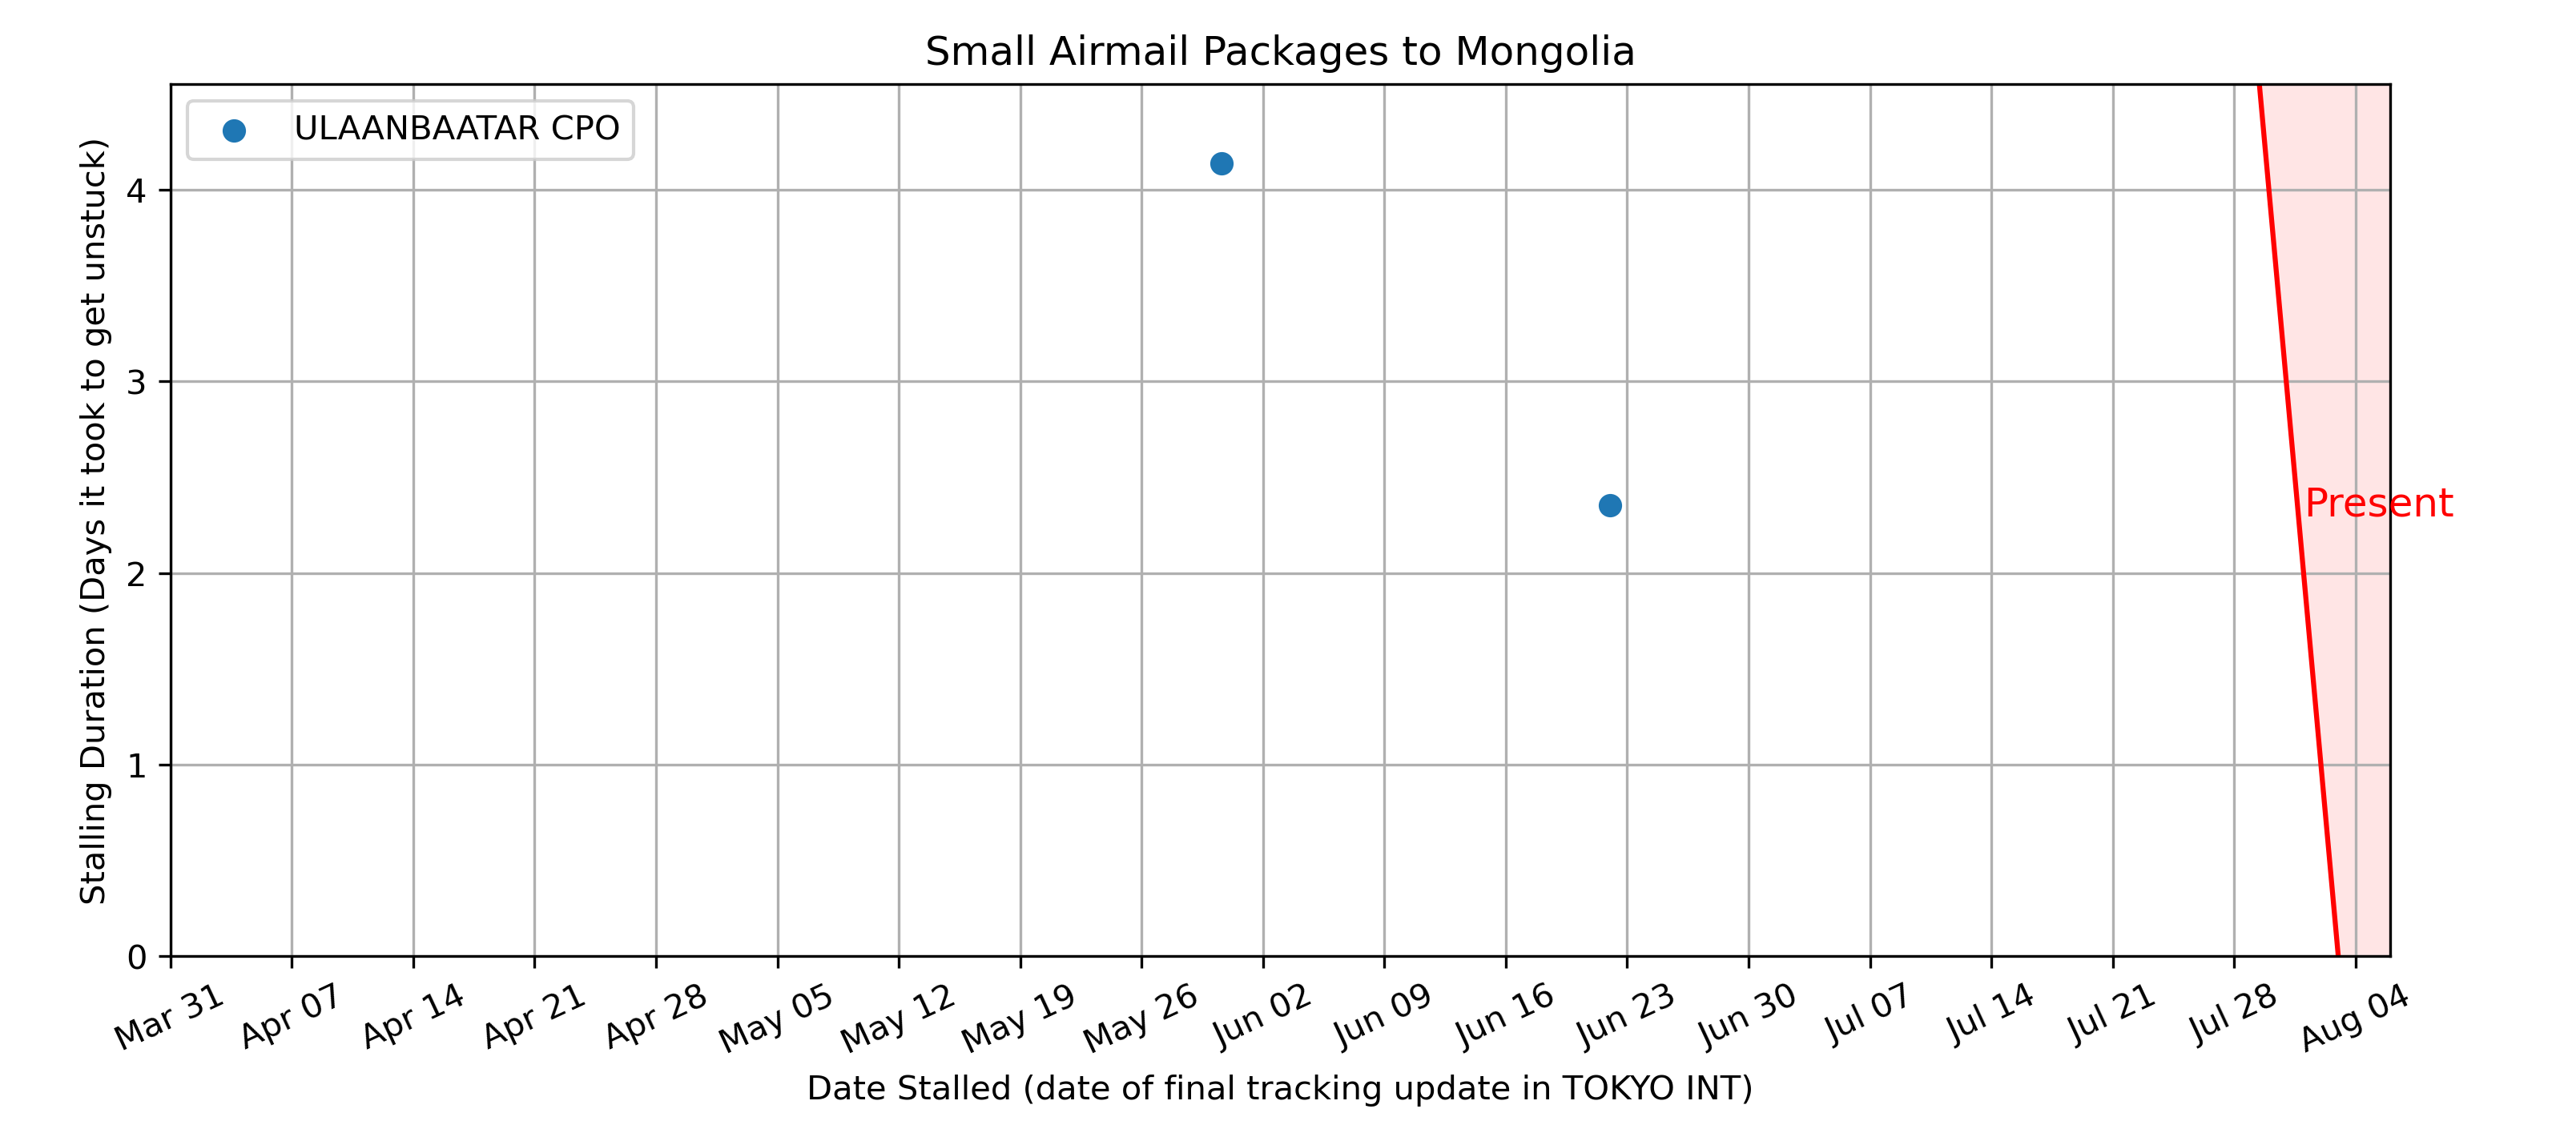 Small Airmail Packages to Mongolia
ULAANBAATAR CPO
Stalling Duration (Days it took to get unstuck)
4
3
2
1
0
Present
Mar 31 Apr 07 Apr 14 Apr 21 Apr 28 May 05 May 12 May 19 May 26 Jun 02 Jun 09 Jun 16 Jun 23 Jun 30 Jul 07 Jul 14 Jul 21 Jul 28 Aug 04
Date Stalled (date of final tracking update in TOKYO INT)